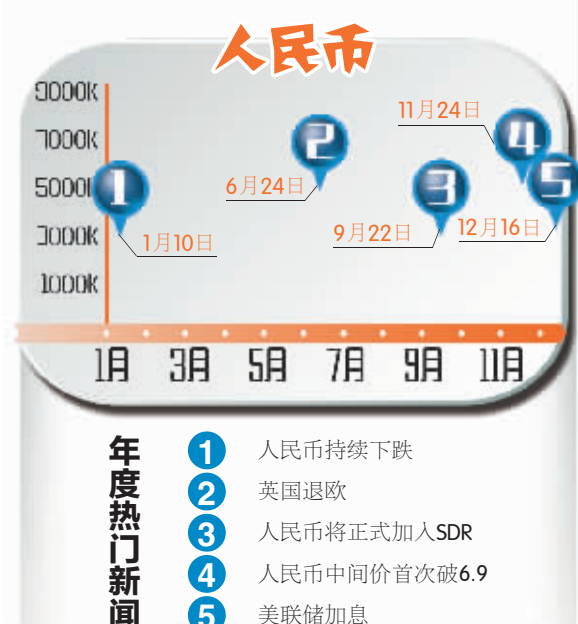 人民币
9000K
7000K
5000K
3000K
1000K
1
2
3
4
5
1月10日
6月24日
9月22日
11月24日
12月16日
1月 3月 5月 7月 9月 11月
年度热门新闻
1 人民币持续下跌
2 英国退欧
3 人民币将正式加入SDR
4 人民币中间价首次破6.9
5 美联储加息